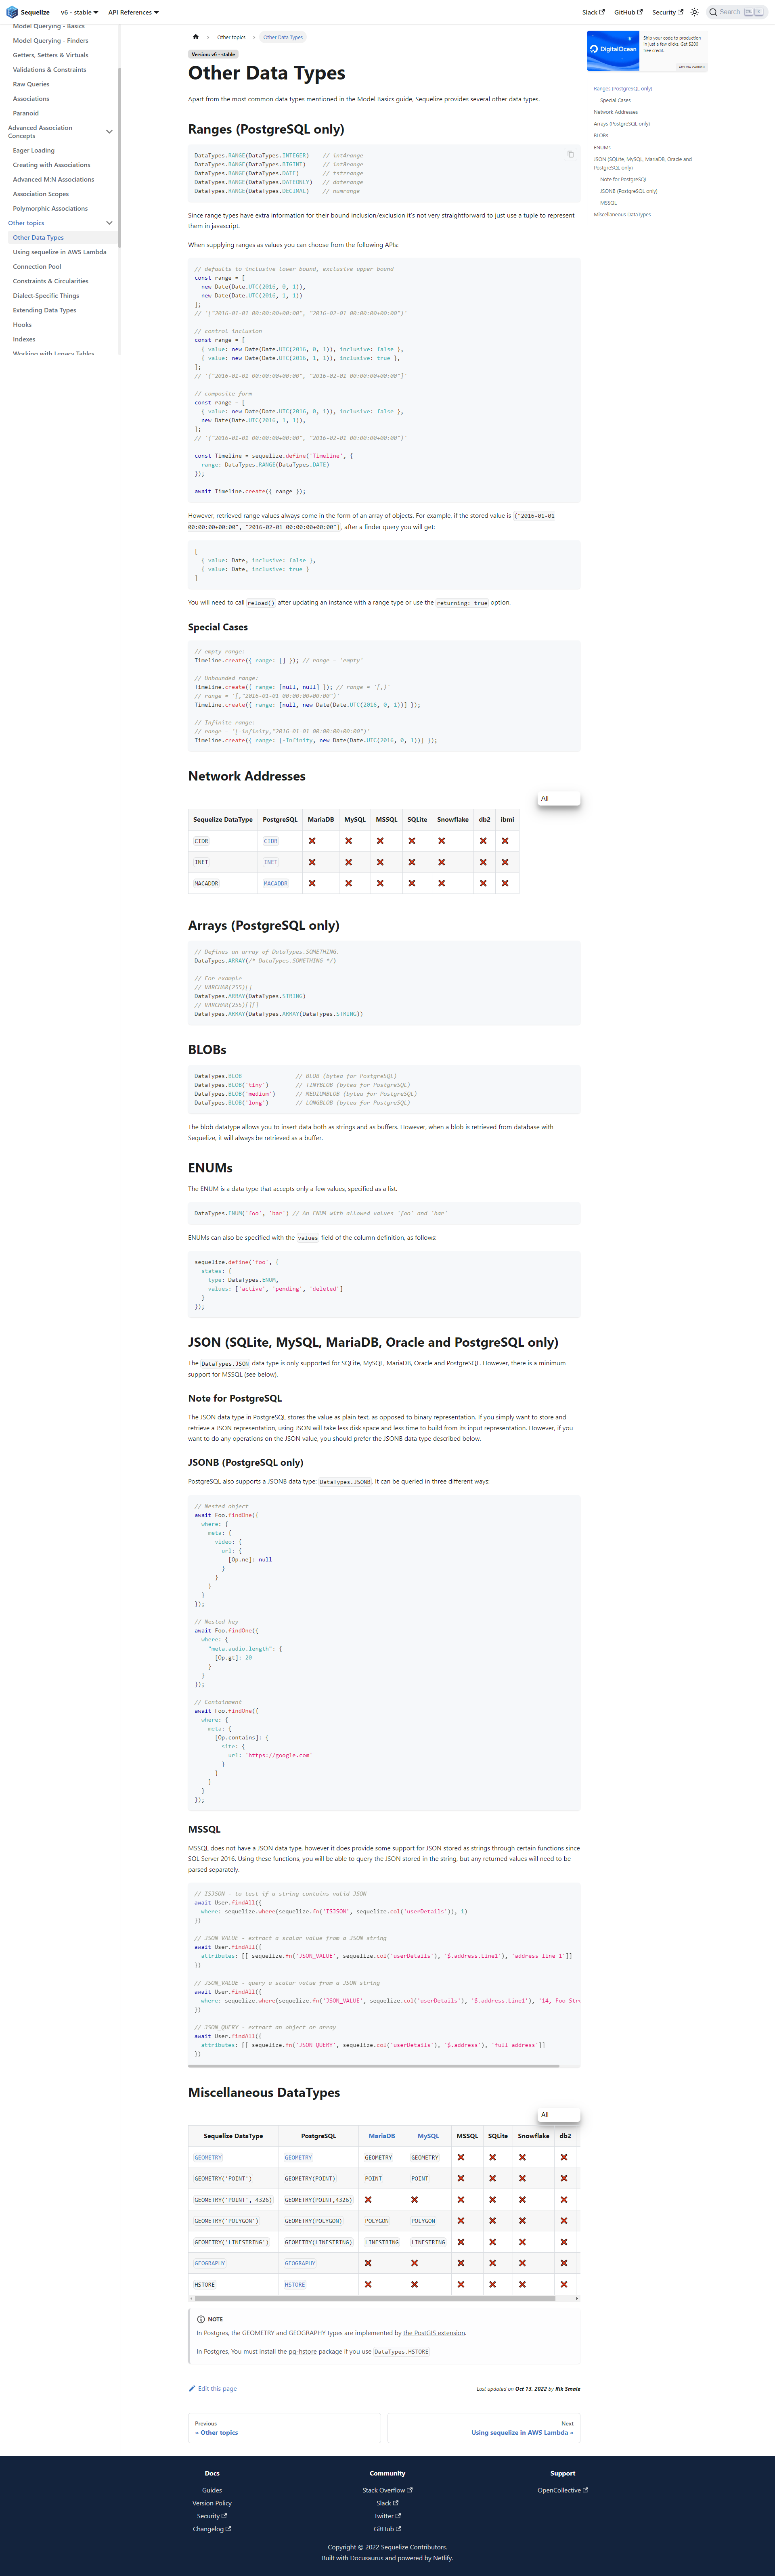 Sequelize
v6 - stable
API References
Slack
GitHub
Security
Search
Model Querying - Basics
Model Querying - Finders
Getters, Setters & Virtuals
Validations & Constraints
Raw Queries
Associations
Paranoid
Advanced Association
Concepts
Eager Loading
Creating with Associations
Advanced M:N Associations
Association Scopes
Polymorphic Associations
Other topics
Other Data Types
Using sequelize in AWS Lambda
Connection Pool
Constraints & Circularities
Dialect-Specific Things
Extending Data Types
Hooks
Indexes
Working with Legacy Tables
Other topics
Other Data Types
Version: v6 - stable
Other Data Types
Apart from the most common data types mentioned in the Model Basics guide, Sequelize provides several other data types.
Ranges (PostgreSQL only)
DataTypes.RANGE(DataTypes.INTEGER) // int4range
DataTypes.RANGE(DataTypes.BIGINT) // int8range
DataTypes.RANGE(DataTypes.DATE) // tstzrange
DataTypes.RANGE(DataTypes.DATEONLY) // daterange
DataTypes.RANGE(DataTypes.DECIMAL) // numrange
Since range types have extra information for their bound inclusion/exclusion it's not very straightforward to just use a tuple to represent
them in javascript.
When supplying ranges as values you can choose from the following APIs:
// defaults to inclusive lower bound, exclusive upper bound
const range = [
new Date(Date.UTC(2016, 0, 1)),
new Date(Date.UTC(2016, 1, 1))
];
// '["2016-01-01 00:00:00+00:00", "2016-02-01 00:00:00+00:00")'
// control inclusion
const range = [
{ value: new Date(Date.UTC(2016, 0, 1)), inclusive: false },
{ value: new Date(Date.UTC(2016, 1, 1)), inclusive: true },
];
// '("2016-01-01 00:00:00+00:00", "2016-02-01 00:00:00+00:00"]'
// composite form
const range = [
{ value: new Date(Date.UTC(2016, 0, 1)), inclusive: false },
new Date(Date.UTC(2016, 1, 1)),
];
// '("2016-01-01 00:00:00+00:00", "2016-02-01 00:00:00+00:00")'
const Timeline = sequelize.define('Timeline', {
range: DataTypes.RANGE(DataTypes.DATE)
});
await Timeline.create({ range });
However, retrieved range values always come in the form of an array of objects. For example, if the stored value is ("2016-01-01
00:00:00+00:00", "2016-02-01 00:00:00+00:00"], after a finder query you will get:
[
{ value: Date, inclusive: false },
{ value: Date, inclusive: true }
]
You will need to call reload() after updating an instance with a range type or use the returning: true option.
Special Cases
// empty range:
Timeline.create({ range: [] }); // range = 'empty'
// Unbounded range:
Timeline.create({ range: [null, null] }); // range = '[,)'
// range = '[,"2016-01-01 00:00:00+00:00")'
Timeline.create({ range: [null, new Date(Date.UTC(2016, 0, 1))] });
// Infinite range:
// range = '[-infinity,"2016-01-01 00:00:00+00:00")'
Timeline.create({ range: [-Infinity, new Date(Date.UTC(2016, 0, 1))] });
Network Addresses
All
Sequelize DataType PostgreSQL MariaDB MySQL MSSQL SQLite Snowflake db2 ibmi
CIDR CIDR ❌ ❌ ❌ ❌ ❌ ❌ ❌
INET INET ❌ ❌ ❌ ❌ ❌ ❌ ❌
MACADDR MACADDR ❌ ❌ ❌ ❌ ❌ ❌ ❌
Arrays (PostgreSQL only)
// Defines an array of DataTypes.SOMETHING.
DataTypes.ARRAY(/* DataTypes.SOMETHING */)
// For example
// VARCHAR(255)[]
DataTypes.ARRAY(DataTypes.STRING)
// VARCHAR(255)[][]
DataTypes.ARRAY(DataTypes.ARRAY(DataTypes.STRING))
BLOBs
DataTypes.BLOB // BLOB (bytea for PostgreSQL)
DataTypes.BLOB('tiny') // TINYBLOB (bytea for PostgreSQL)
DataTypes.BLOB('medium') // MEDIUMBLOB (bytea for PostgreSQL)
DataTypes.BLOB('long') // LONGBLOB (bytea for PostgreSQL)
The blob datatype allows you to insert data both as strings and as buffers. However, when a blob is retrieved from database with
Sequelize, it will always be retrieved as a buffer.
ENUMs
The ENUM is a data type that accepts only a few values, specified as a list.
DataTypes.ENUM('foo', 'bar') // An ENUM with allowed values 'foo' and 'bar'
ENUMs can also be specified with the values field of the column definition, as follows:
sequelize.define('foo', {
states: {
type: DataTypes.ENUM,
values: ['active', 'pending', 'deleted']
}
});
JSON (SQLite, MySQL, MariaDB, Oracle and PostgreSQL only)
The DataTypes.JSON data type is only supported for SQLite, MySQL, MariaDB, Oracle and PostgreSQL. However, there is a minimum
support for MSSQL (see below).
Note for PostgreSQL
The JSON data type in PostgreSQL stores the value as plain text, as opposed to binary representation. If you simply want to store and
retrieve a JSON representation, using JSON will take less disk space and less time to build from its input representation. However, if you
want to do any operations on the JSON value, you should prefer the JSONB data type described below.
JSONB (PostgreSQL only)
PostgreSQL also supports a JSONB data type: DataTypes.JSONB. It can be queried in three different ways:
// Nested object
await Foo.findOne({
where: {
meta: {
video: {
url: {
[Op.ne]: null
}
}
}
}
});
// Nested key
await Foo.findOne({
where: {
"meta.audio.length": {
[Op.gt]: 20
}
}
});
// Containment
await Foo.findOne({
where: {
meta: {
[Op.contains]: {
site: {
url: 'https://google.com'
}
}
}
}
});
MSSQL
MSSQL does not have a JSON data type, however it does provide some support for JSON stored as strings through certain functions since
SQL Server 2016. Using these functions, you will be able to query the JSON stored in the string, but any returned values will need to be
parsed separately.
// ISJSON - to test if a string contains valid JSON
await User.findAll({
where: sequelize.where(sequelize.fn('ISJSON', sequelize.col('userDetails')), 1)
})
// JSON_VALUE - extract a scalar value from a JSON string
await User.findAll({
attributes: [[ sequelize.fn('JSON_VALUE', sequelize.col('userDetails'), '$.address.Line1'), 'address line 1']]
})
// JSON_VALUE - query a scalar value from a JSON string
await User.findAll({
where: sequelize.where(sequelize.fn('JSON_VALUE', sequelize.col('userDetails'), '$.address.Line1'), '14, Foo Stre
})
// JSON_QUERY - extract an object or array
await User.findAll({
attributes: [[ sequelize.fn('JSON_QUERY', sequelize.col('userDetails'), '$.address'), 'full address']]
})
Miscellaneous DataTypes
All
Sequelize DataType PostgreSQL MariaDB MySQL MSSQL SQLite Snowflake db2
GEOMETRY GEOMETRY GEOMETRY GEOMETRY ❌ ❌ ❌ ❌
GEOMETRY('POINT') GEOMETRY(POINT) POINT POINT ❌ ❌ ❌ ❌
GEOMETRY('POINT', 4326) GEOMETRY(POINT,4326) ❌ ❌ ❌ ❌ ❌ ❌
GEOMETRY('POLYGON') GEOMETRY(POLYGON) POLYGON POLYGON ❌ ❌ ❌ ❌
GEOMETRY('LINESTRING') GEOMETRY(LINESTRING) LINESTRING LINESTRING ❌ ❌ ❌ ❌
GEOGRAPHY GEOGRAPHY ❌ ❌ ❌ ❌ ❌ ❌
HSTORE HSTORE ❌ ❌ ❌ ❌ ❌ ❌
NOTE
In Postgres, the GEOMETRY and GEOGRAPHY types are implemented by the PostGIS extension.
In Postgres, You must install the pg-hstore package if you use DataTypes.HSTORE
Edit this page
Last updated on Oct 13, 2022 by Rik Smale
Previous
« Other topics
Next
Using sequelize in AWS Lambda »
DigitalOcean
Ship your code to production
in just a few clicks. Get $200
free credit.
ADS VIA CARBON
Ranges (PostgreSQL only)
Special Cases
Network Addresses
Arrays (PostgreSQL only)
BLOBs
ENUMs
JSON (SQLite, MySQL, MariaDB, Oracle and
PostgreSQL only)
Note for PostgreSQL
JSONB (PostgreSQL only)
MSSQL
Miscellaneous DataTypes
Docs
Guides
Version Policy
Security
Changelog
Community
Stack Overflow
Slack
Twitter
GitHub
Support
OpenCollective
Copyright © 2022 Sequelize Contributors.
Built with Docusaurus and powered by Netlify.